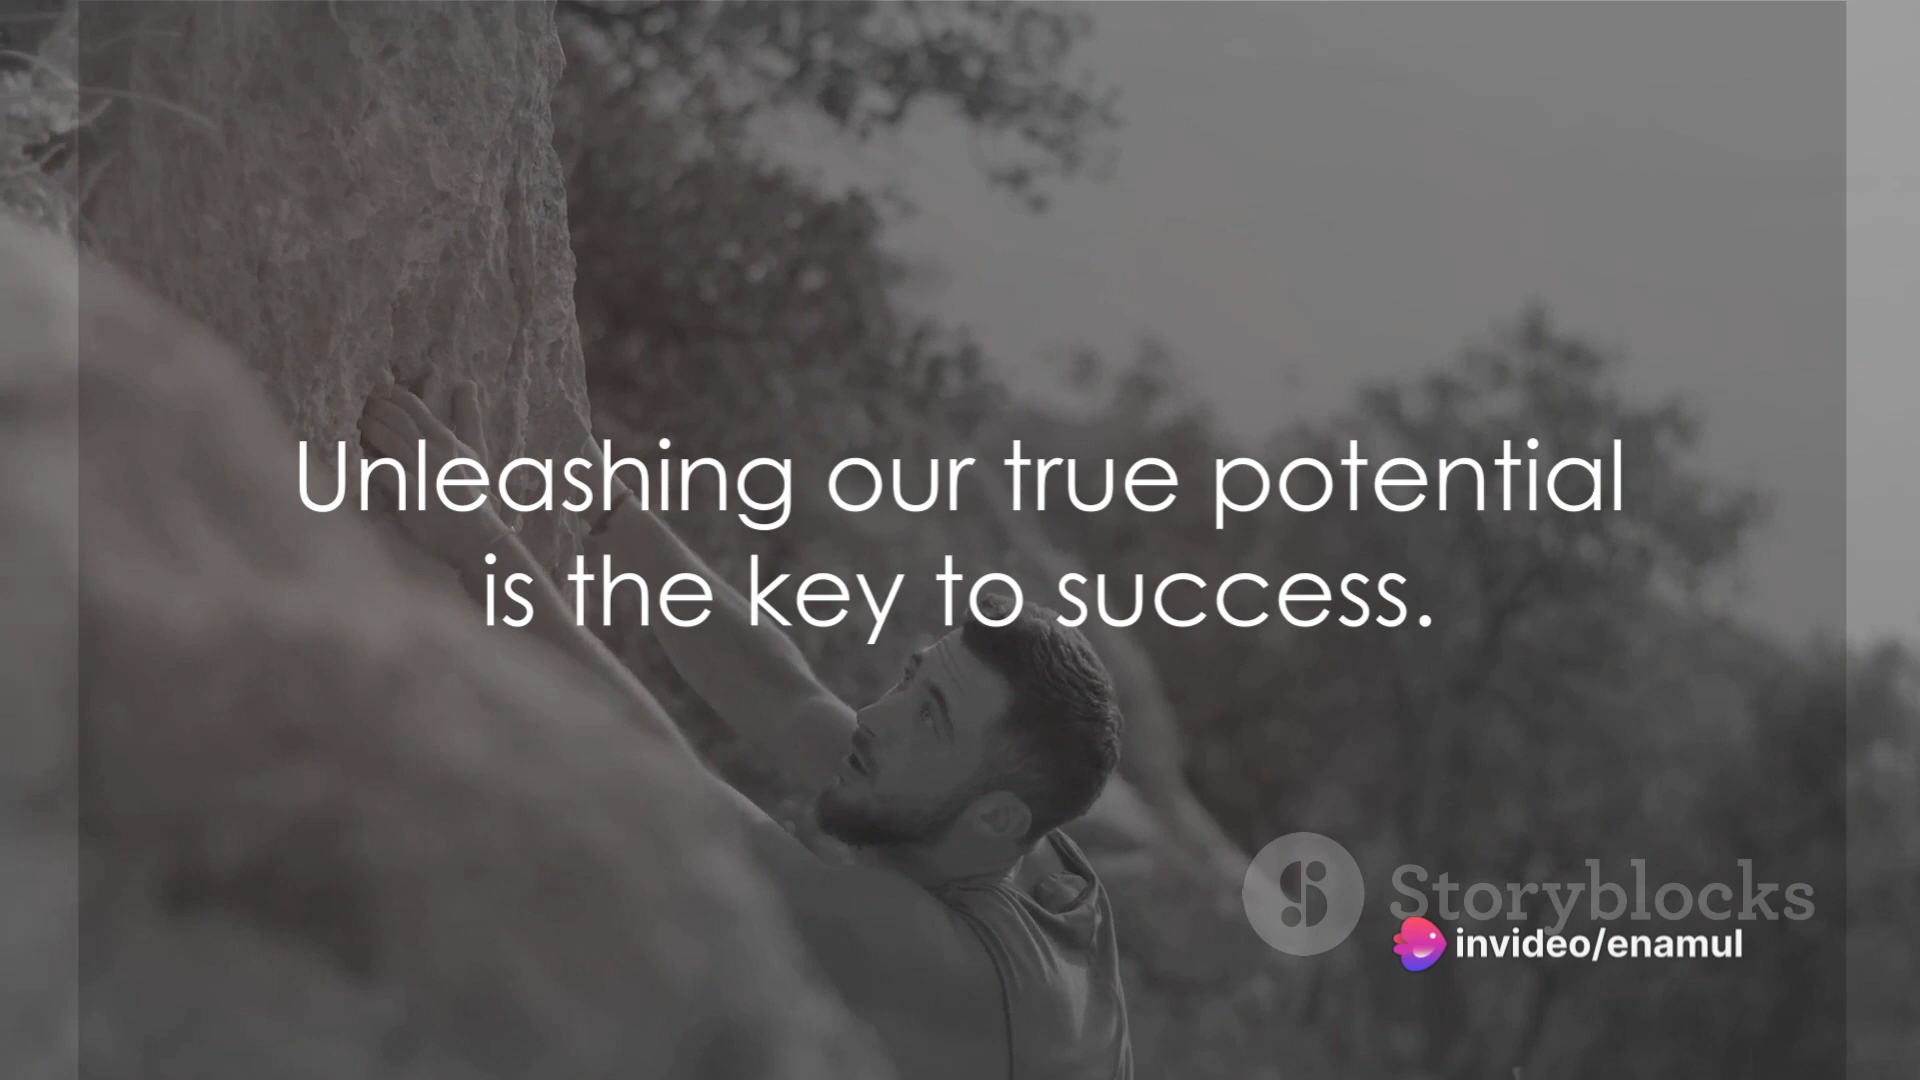 Unleashing our true potential
is the key to success.
Storyblocks
invideo/enamul